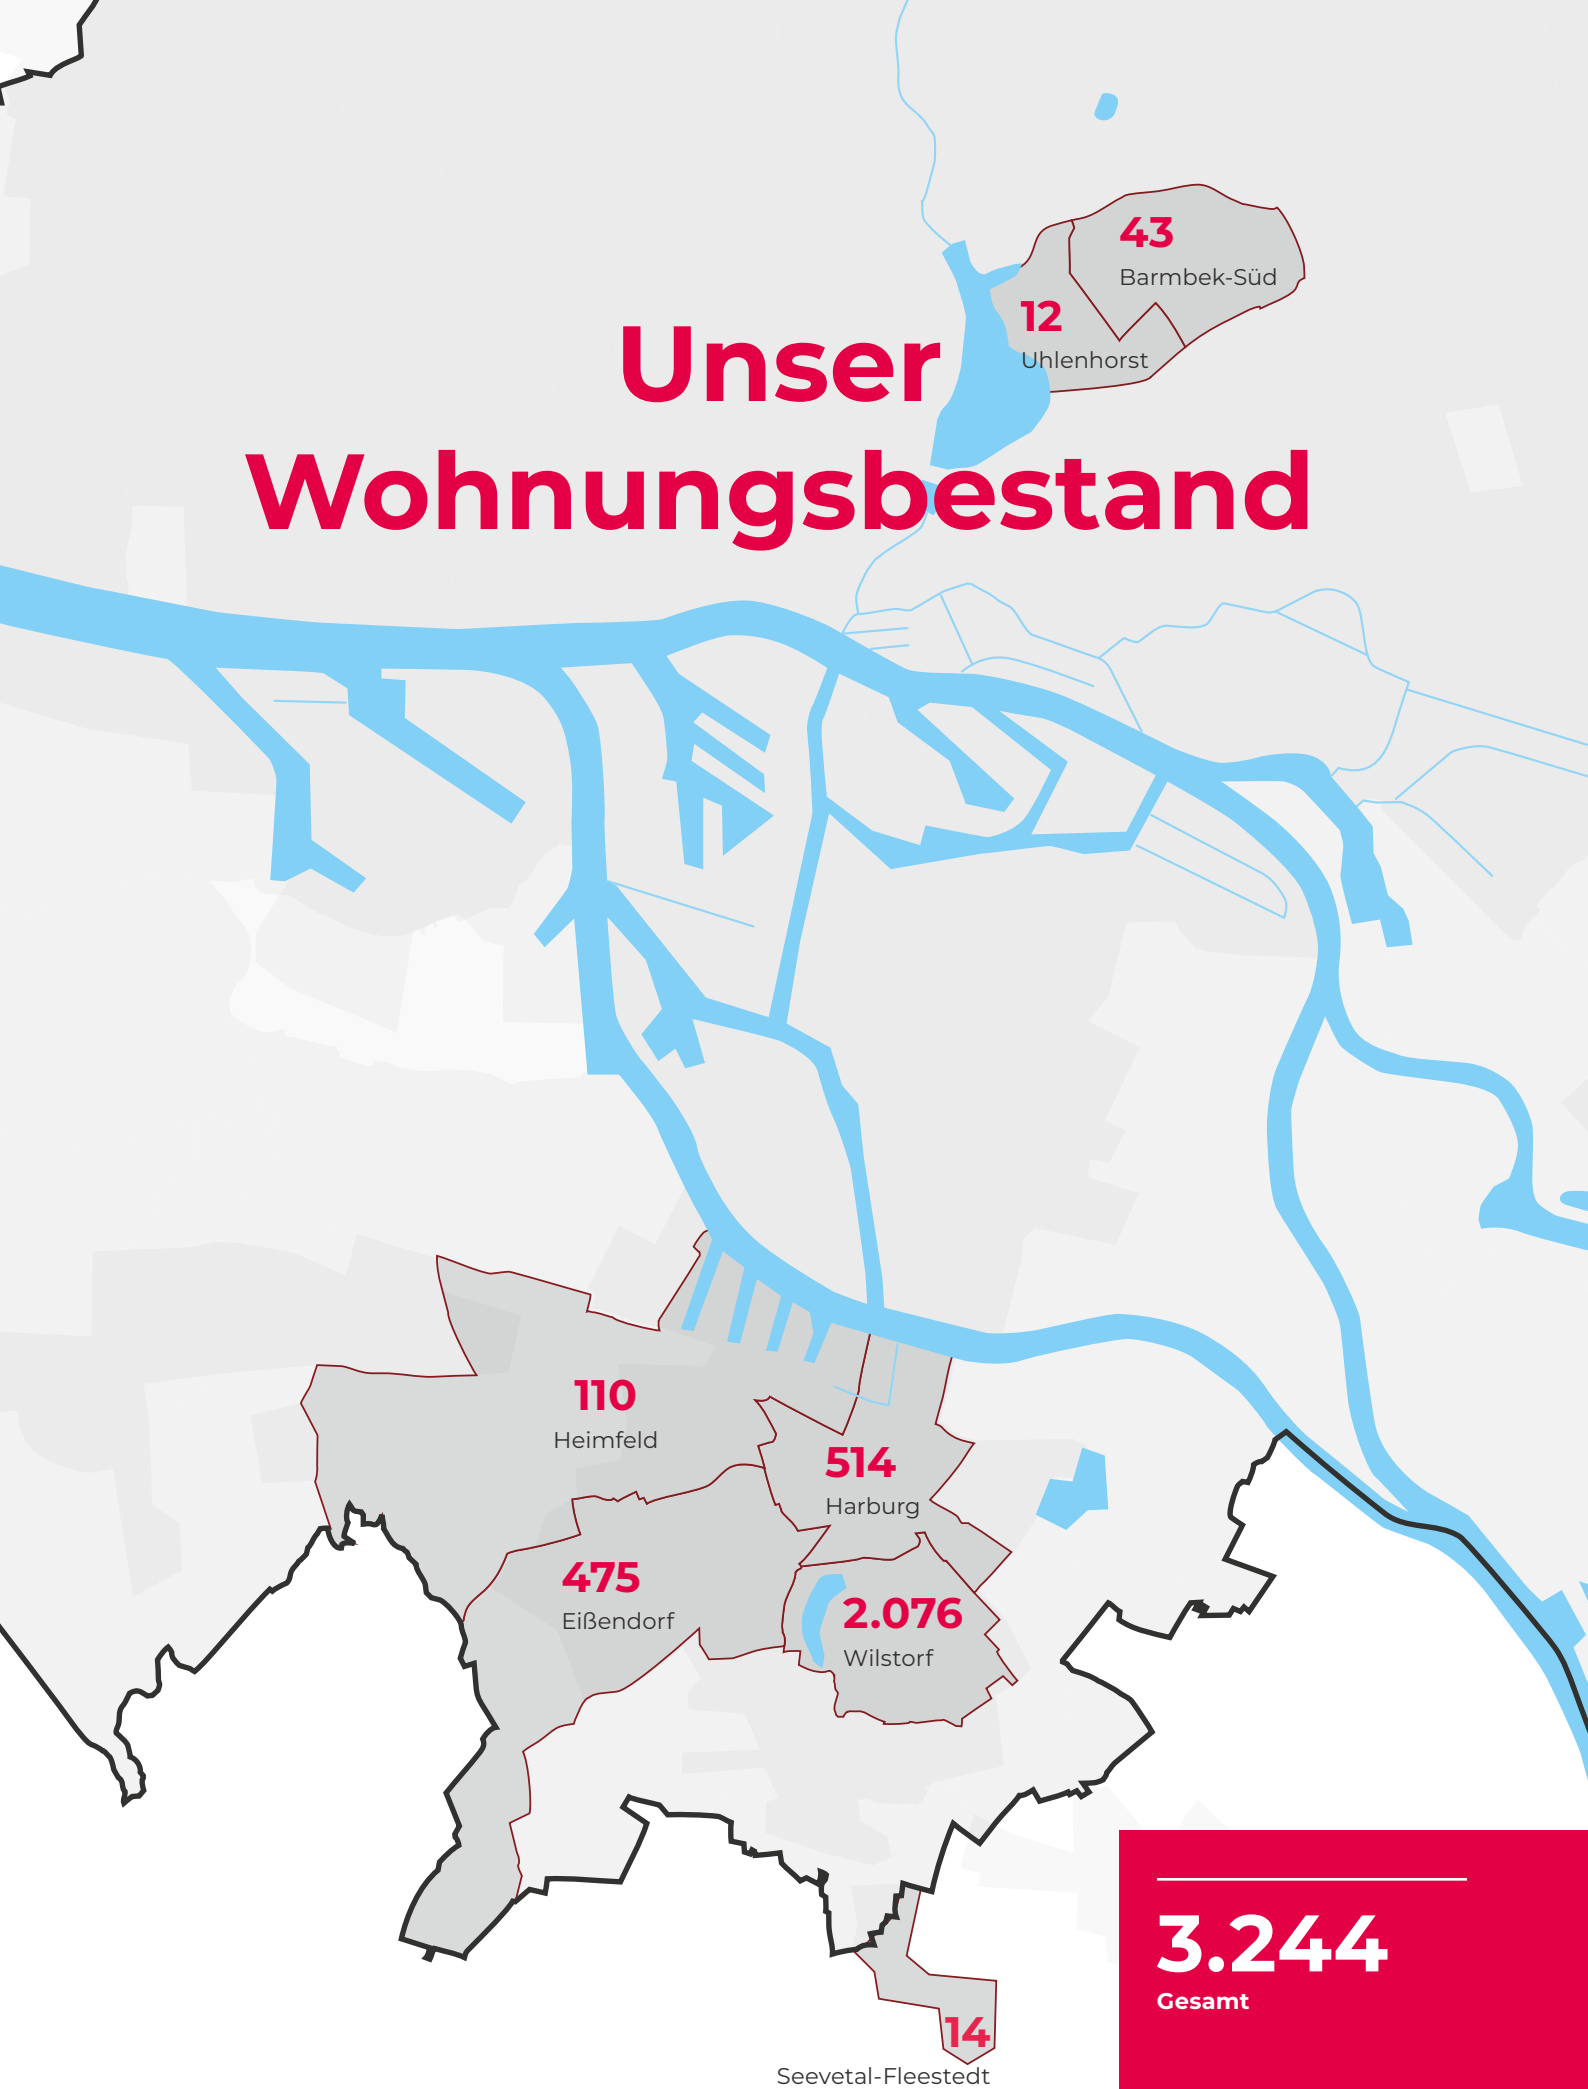 43
Barmbek-Süd
12
Uhlenhorst
Unser
Wohnungsbestand
110
Heimfeld
514
Harburg
475
Eißendorf
2.076
Wilstorf
3.244
Gesamt
14
Seevetal-Fleestedt